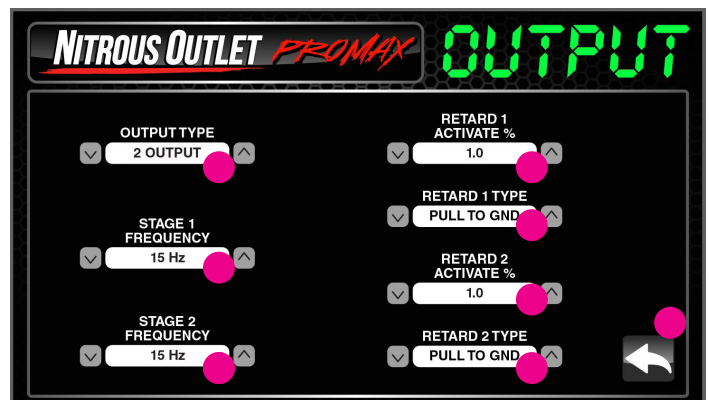 NITROUS OUTLET PROMAX
OUTPUT
OUTPUT TYPE
2 OUTPUT
STAGE 1
FREQUENCY
15 Hz
STAGE 2
FREQUENCY
15 Hz
RETARD 1
ACTIVATE %
1.0
RETARD 1 TYPE
PULL TO GND
RETARD 2
ACTIVATE %
1.0
RETARD 2 TYPE
PULL TO GND